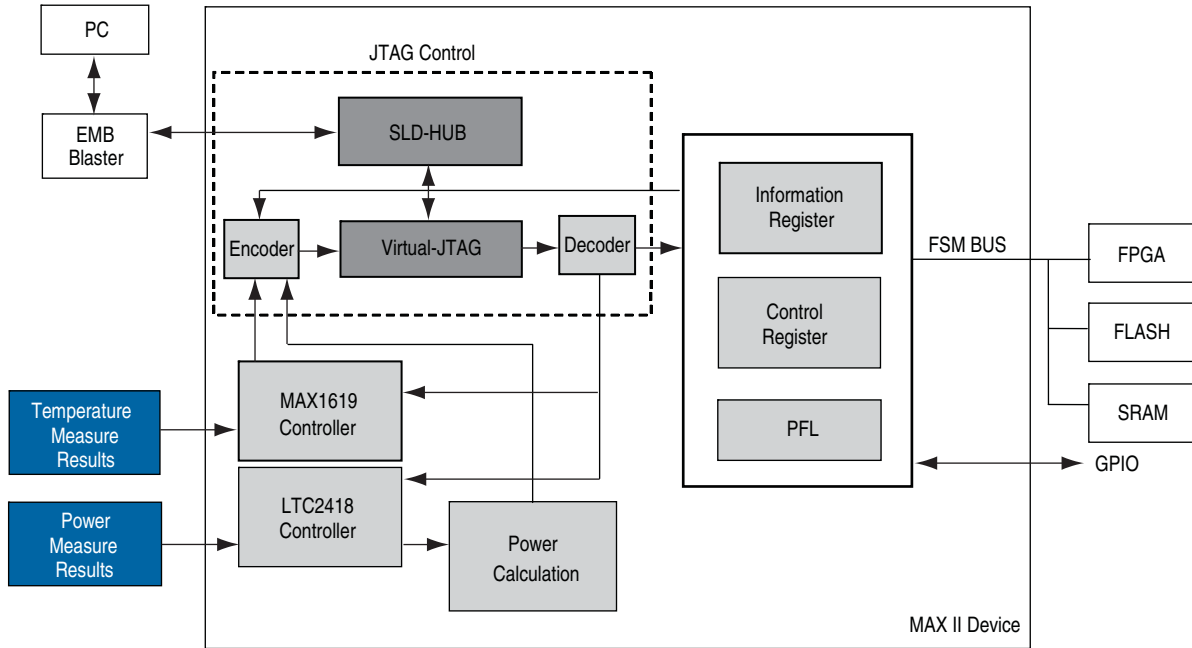 PC
JTAG Control
EMB
Blaster
SLD-HUB
Encoder
Virtual-JTAG
Decoder
Information
Register
Control
Register
PFL
FSM BUS
FPGA
FLASH
SRAM
GPIO
Temperature
Measure
Results
MAX1619
Controller
Power
Measure
Results
LTC2418
Controller
Power
Calculation
MAX II Device